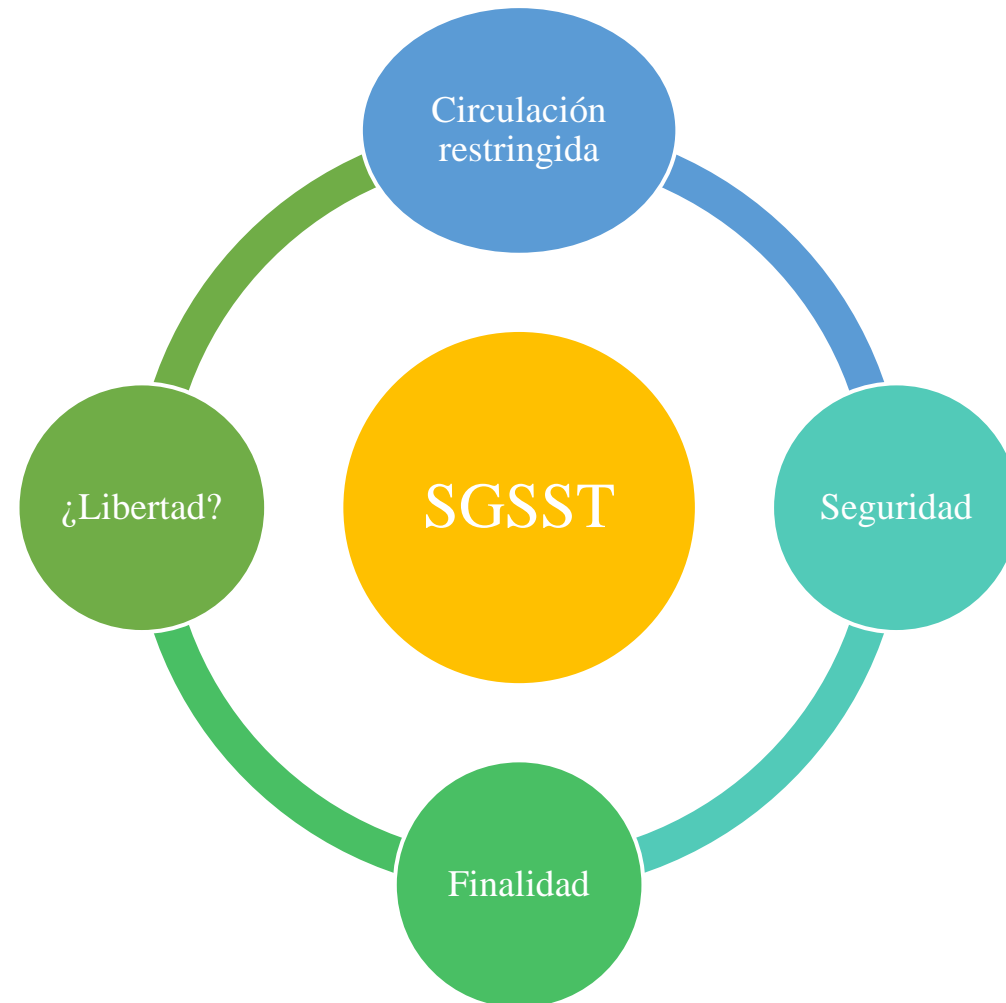 Circulación
restringida
¿Libertad?
SGSST
Seguridad
Finalidad